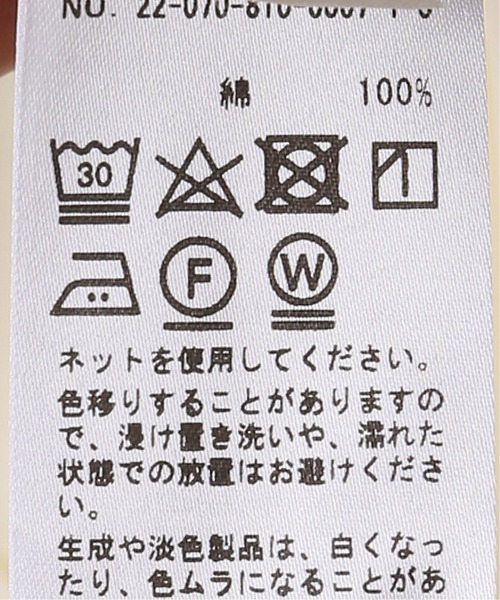 綿 100%
30
F W
ネットを使用してください。
色移りすることがありますの
で、浸け置き洗いや、濡れた
状態での放置はお避けくださ
い。
生成や淡色製品は、白くなっ
たり、色ムラになることがあ